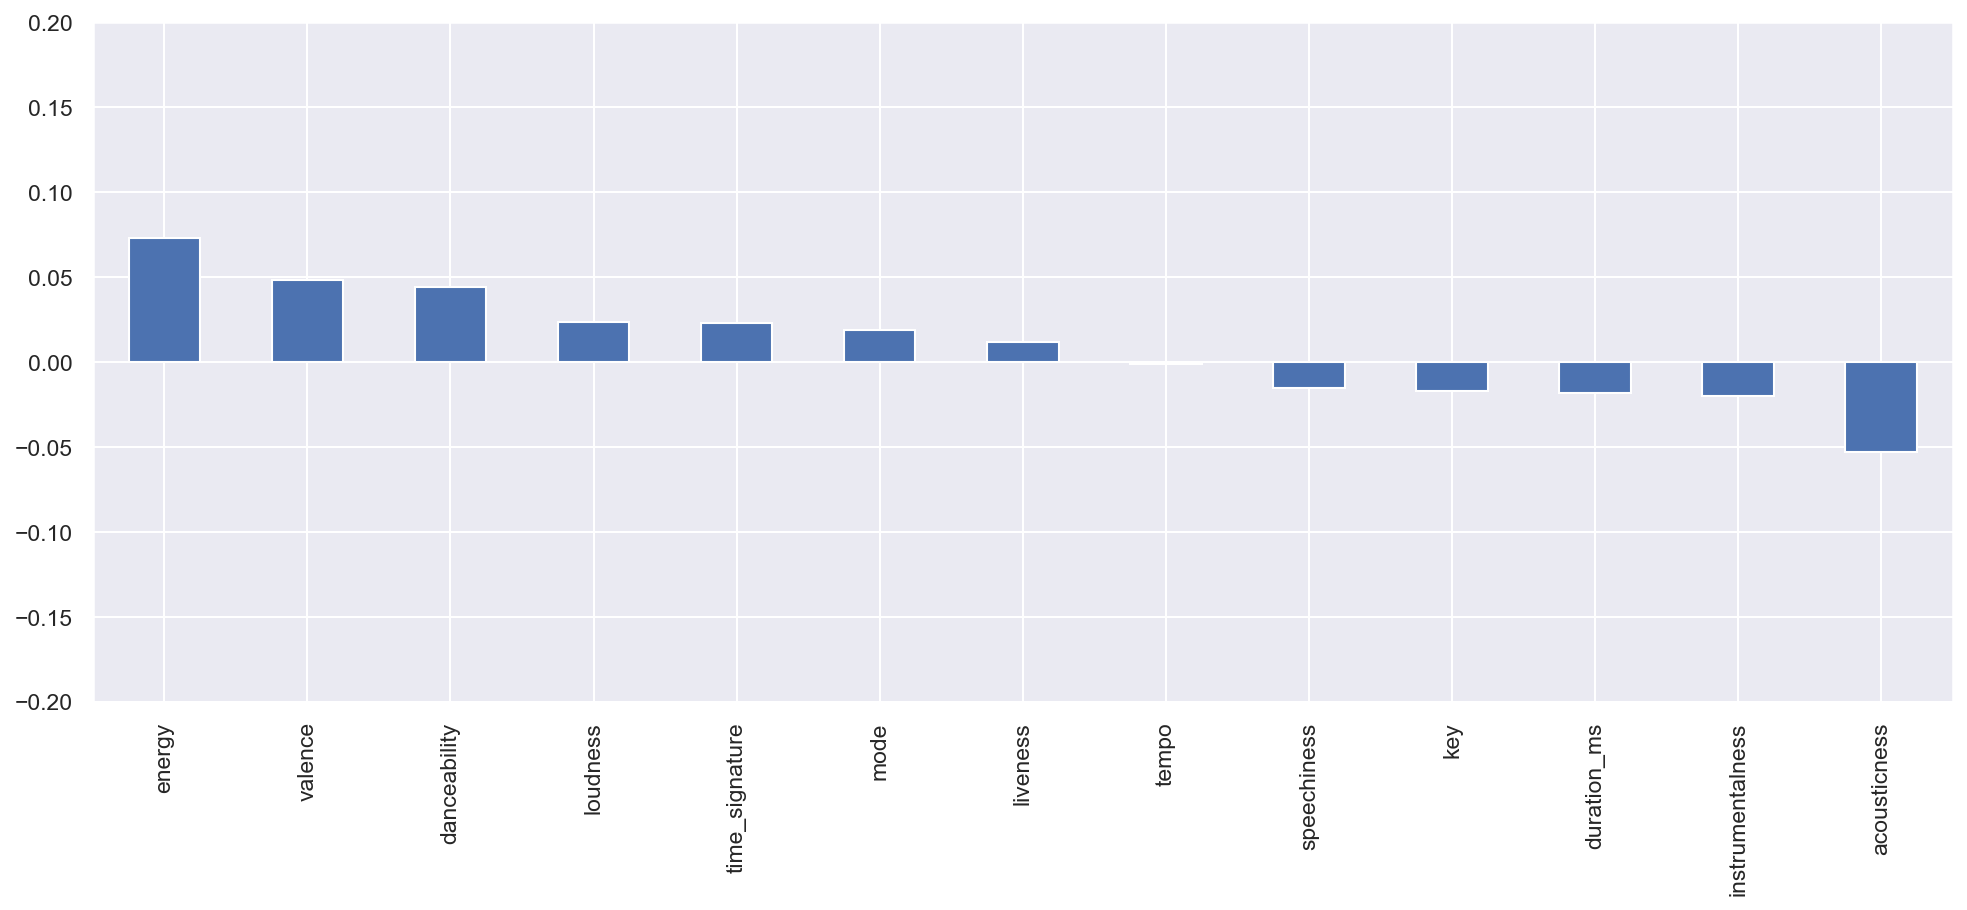 0.20
0.15
0.10
0.05
0.00
−0.05
−0.10
−0.15
−0.20
energy
valence
danceability
loudness
time_signature
mode
liveness
tempo
speechiness
key
duration_ms
instrumentalness
acousticness